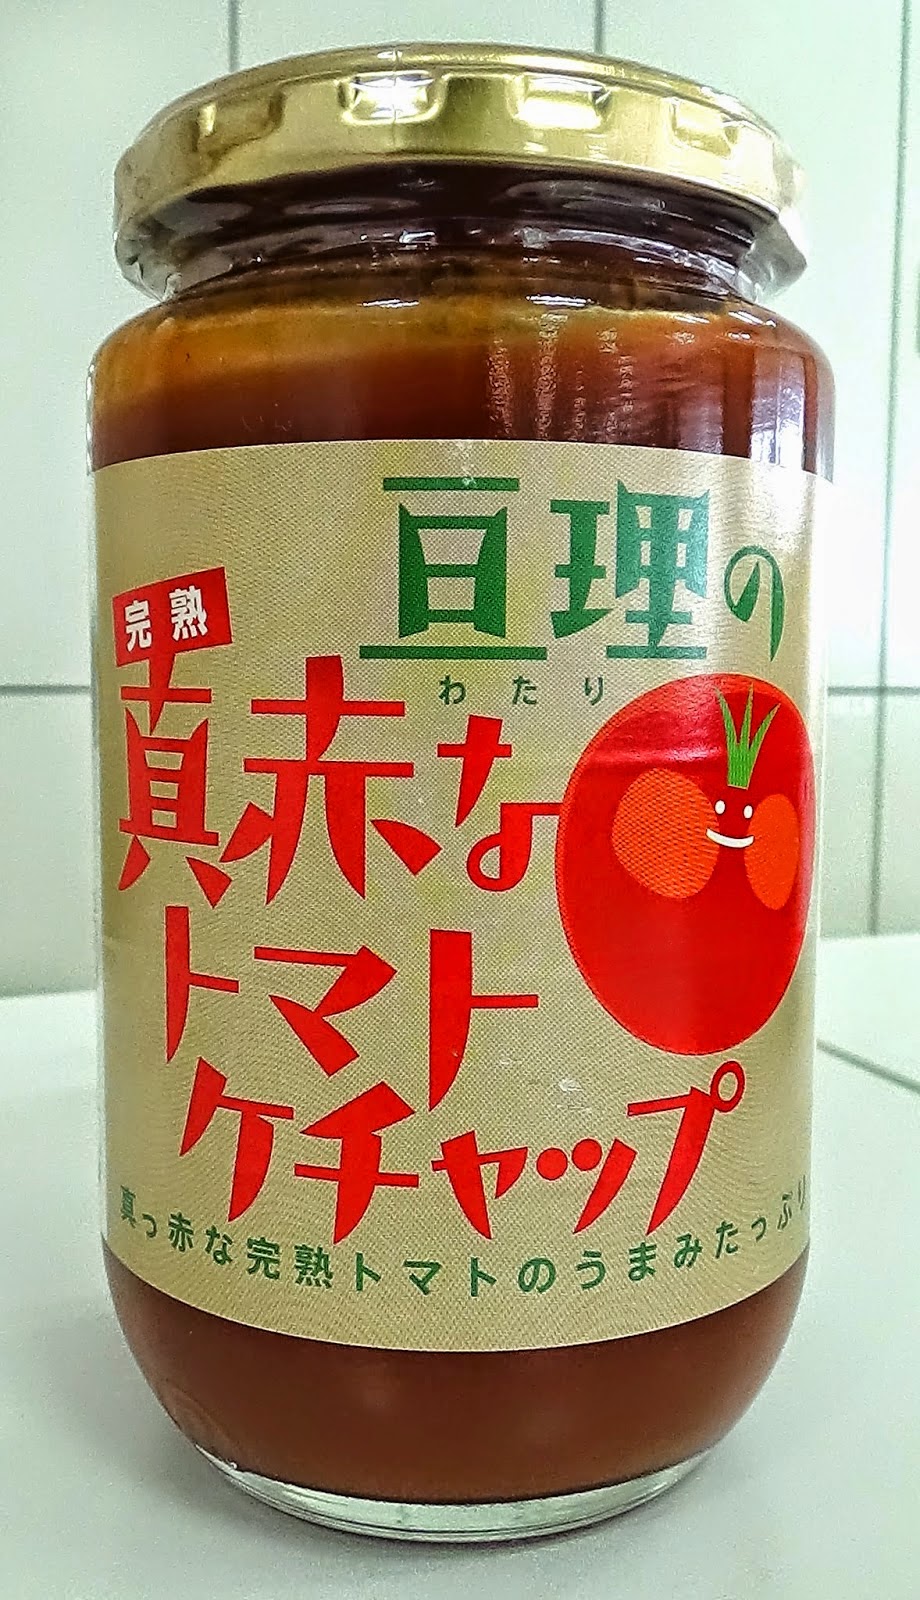 亘理の
わたり
完熟
真赤な
トマト
ケチャップ
真っ赤な完熟トマトのうまみたっぷり